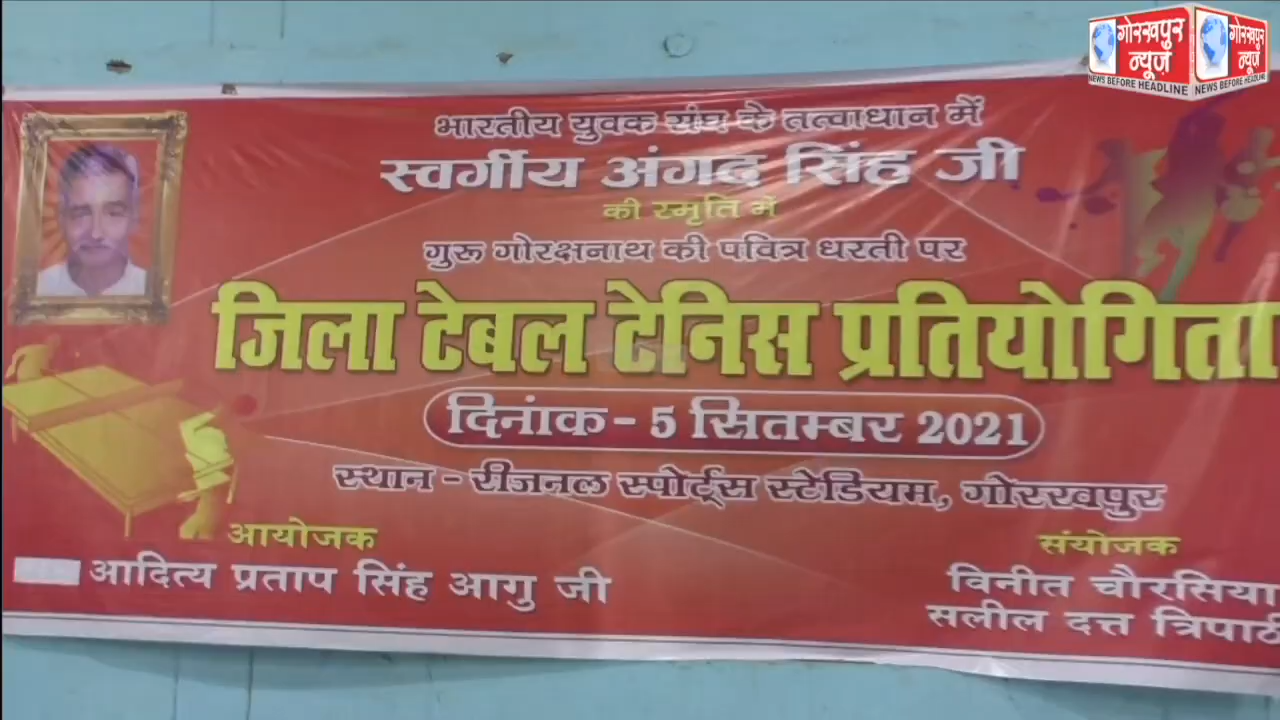 गोरखपुर न्यूज़
NEWS BEFORE HEADLINE
गोरखपुर न्यूज़
NEWS BEFORE HEADLINE
भारतीय युवक संघ के तत्वाधान में
स्वर्गीय अंगद सिंह जी
की स्मृति में
गुरु गोरक्षनाथ की पवित्र धरती पर
जिला टेबल टेनिस प्रतियोगिता
दिनांक - 5 सितम्बर 2021
स्थान - रीजनल स्पोर्ट्स स्टेडियम, गोरखपुर
आयोजक
आदित्य प्रताप सिंह आगु जी
संयोजक
विनीत चौरसिया
सलील दत्त त्रिपाठी